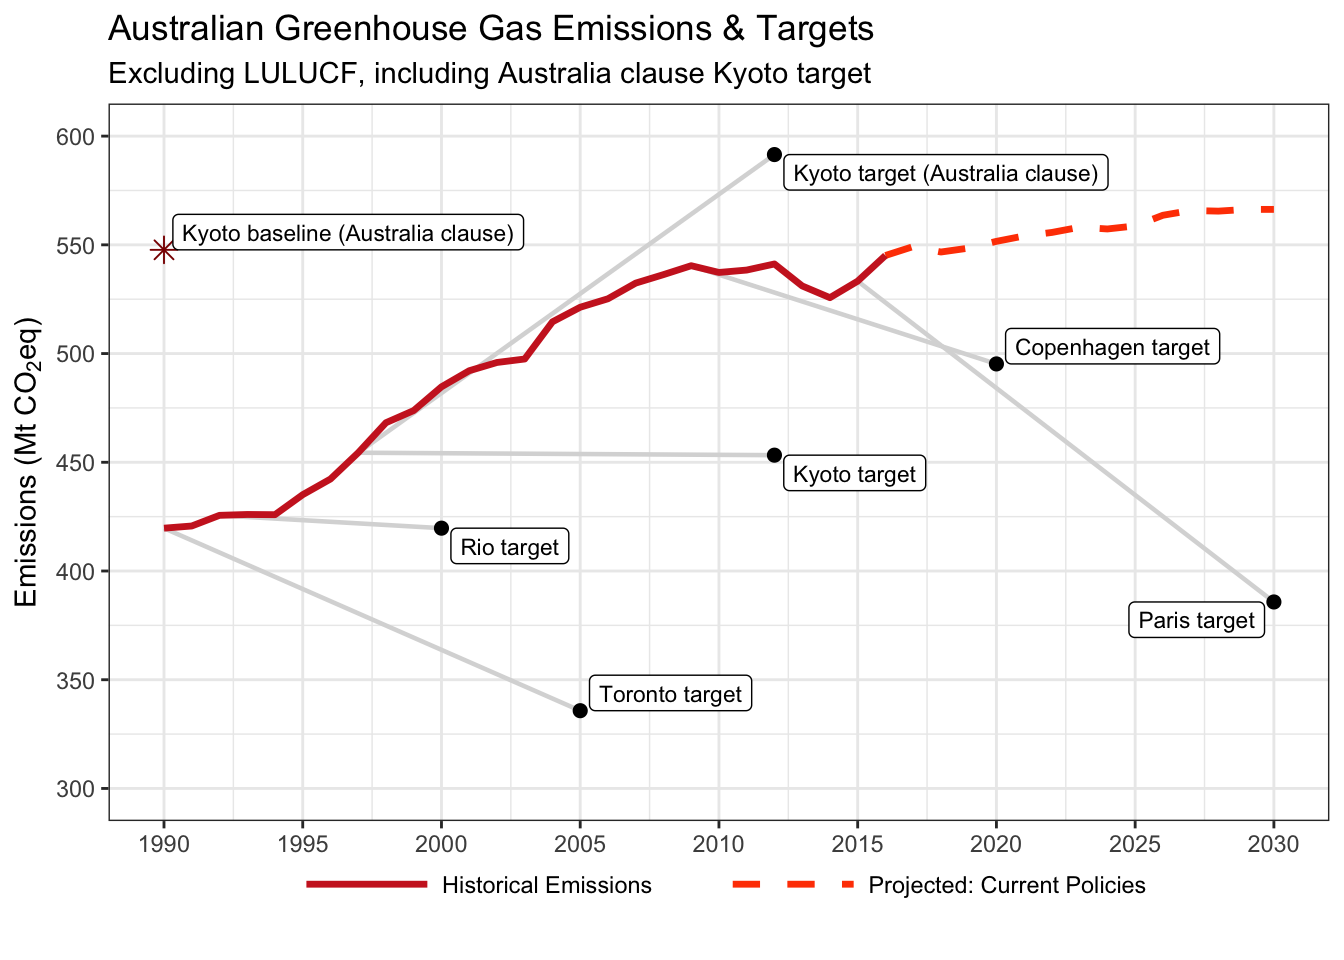 Australian Greenhouse Gas Emissions & Targets
Excluding LULUCF, including Australia clause Kyoto target
Emissions (Mt CO₂eq)
600
550
500
450
400
350
300
Kyoto target (Australia clause)
Kyoto baseline (Australia clause)
Copenhagen target
Kyoto target
Rio target
Paris target
Toronto target
1990 1995 2000 2005 2010 2015 2020 2025 2030
Historical Emissions
Projected: Current Policies